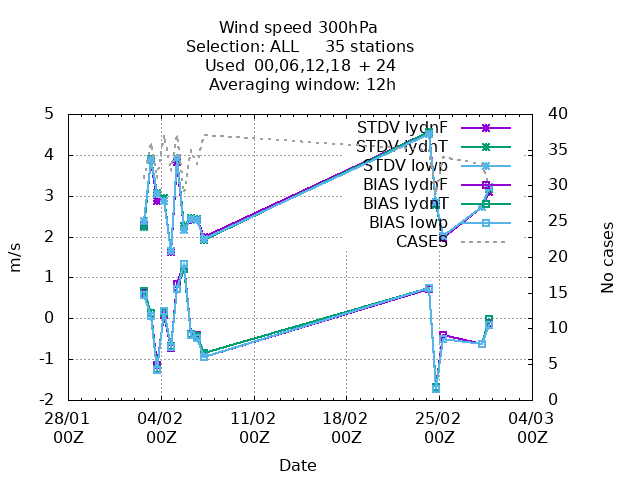 Wind speed 300hPa
Selection: ALL 35 stations
Used 00,06,12,18 + 24
Averaging window: 12h
5
4
3
2
1
0
-1
-2
m/s
40
35
30
25
20
15
10
5
0
No cases
STDV lydnF
STDV lydnT
STDV lowp
BIAS lydnF
BIAS lydnT
BIAS lowp
CASES
28/01 04/02 11/02 18/02 25/02 04/03
00Z 00Z 00Z 00Z 00Z 00Z
Date